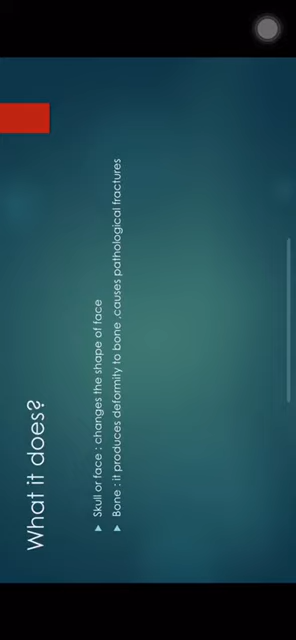 What it does?
Skull or face : changes the shape of face
Bone : it produces deformity to bone ,causes pathological fractures